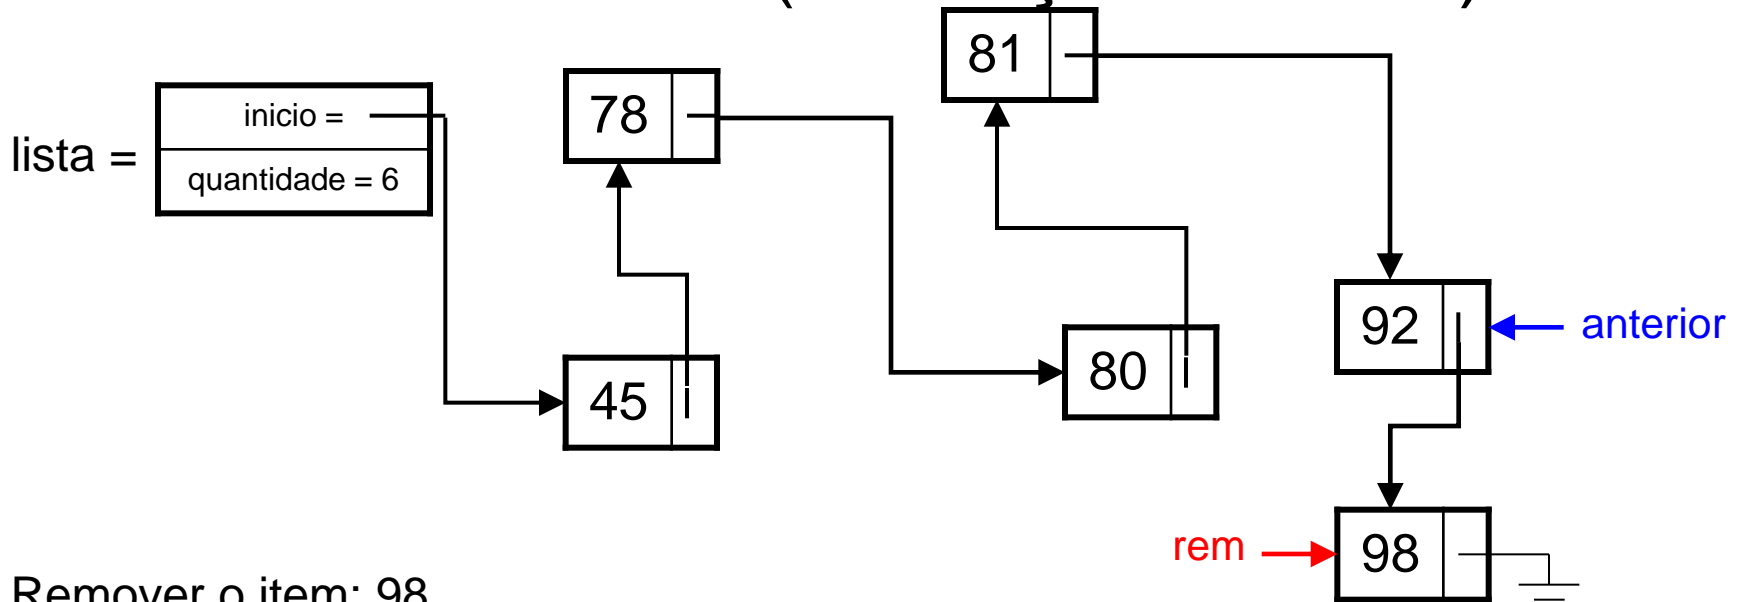 81
inicio =
78
lista =
quantidade = 6
92
anterior
80
45
rem
98
Remover o item: 98